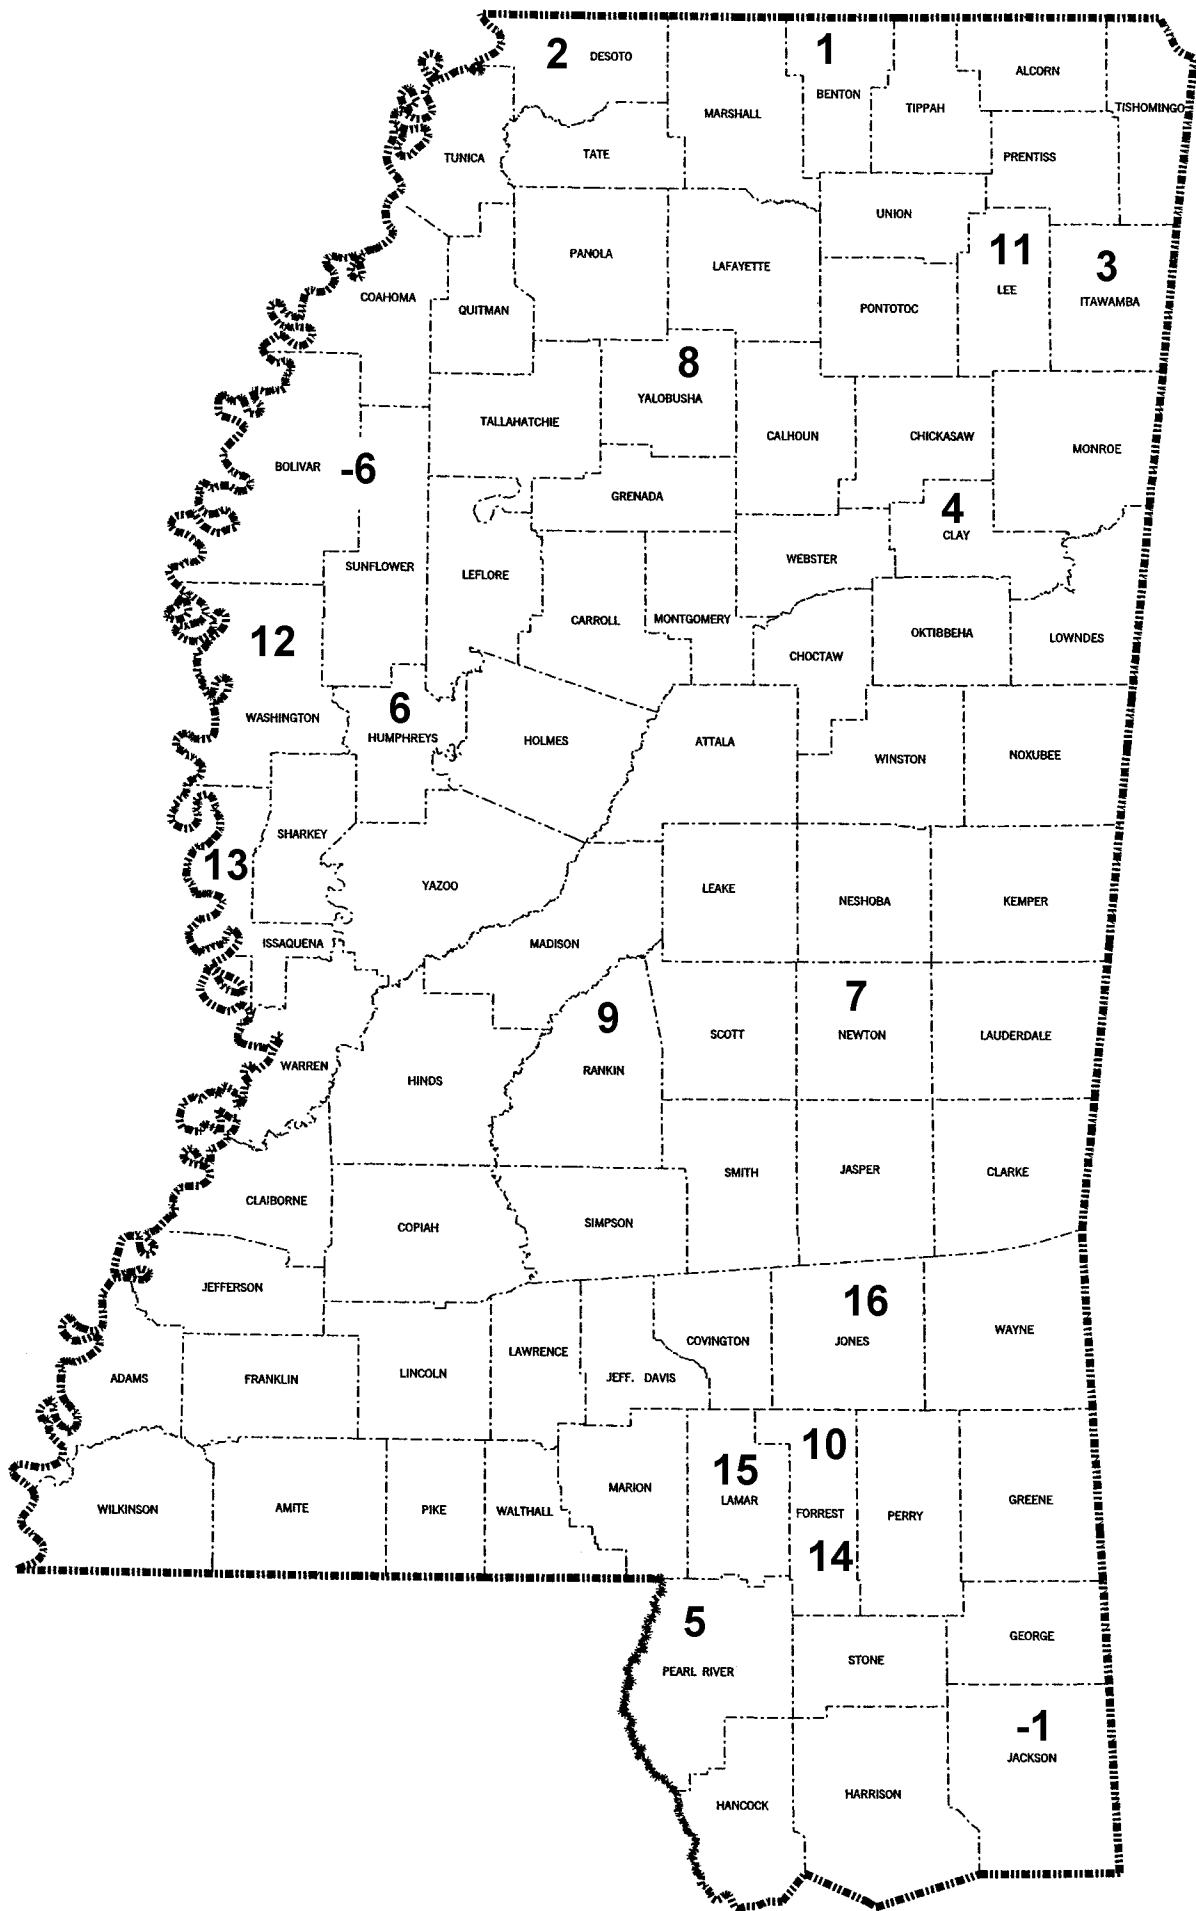 2 DESOTO
1
BENTON
MARSHALL
TIPPAH
ALCORN
TISHOMINGO
TUNICA
TATE
PRENTISS
UNION
PANOLA
LAFAYETTE
11
LEE
3
ITAWAMBA
COAHOMA
QUITMAN
PONTOTOC
8
YALOBUSHA
TALLAHATCHIE
CALHOUN
CHICKASAW
MONROE
BOLIVAR
-6
GRENADA
4
CLAY
SUNFLOWER
LEFLORE
WEBSTER
CARROLL
MONTGOMERY
OKTIBBEHA
LOWNDES
12
WASHINGTON
CHOCTAW
6
HUMPHREYS
HOLMES
ATTALA
WINSTON
NOXUBEE
SHARKEY
13
YAZOO
LEAKE
NESHOBA
KEMPER
ISSAQUENA
MADISON
9
RANKIN
7
NEWTON
SCOTT
LAUDERDALE
WARREN
HINDS
SMITH
JASPER
CLARKE
CLAIBORNE
COPIAH
SIMPSON
JEFFERSON
16
JONES
WAYNE
COVINGTON
LAWRENCE
ADAMS
FRANKLIN
LINCOLN
JEFF. DAVIS
10
FORREST
14
15
LAMAR
MARION
WILKINSON
AMITE
PIKE
WALTHALL
PERRY
GREENE
5
PEARL RIVER
STONE
GEORGE
-1
JACKSON
HANCOCK
HARRISON